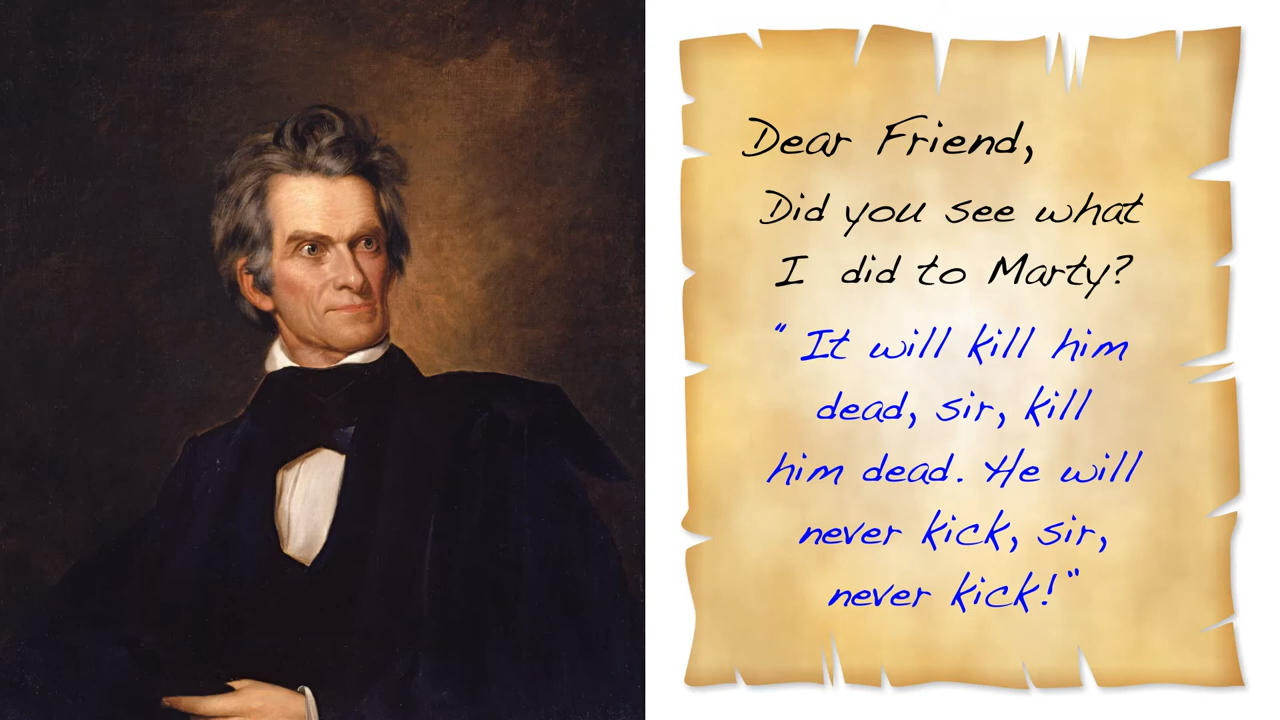 Dear Friend,
Did you see what
I did to Marty?
" It will kill him
dead, sir, kill
him dead. He will
never kick, sir,
never kick!"